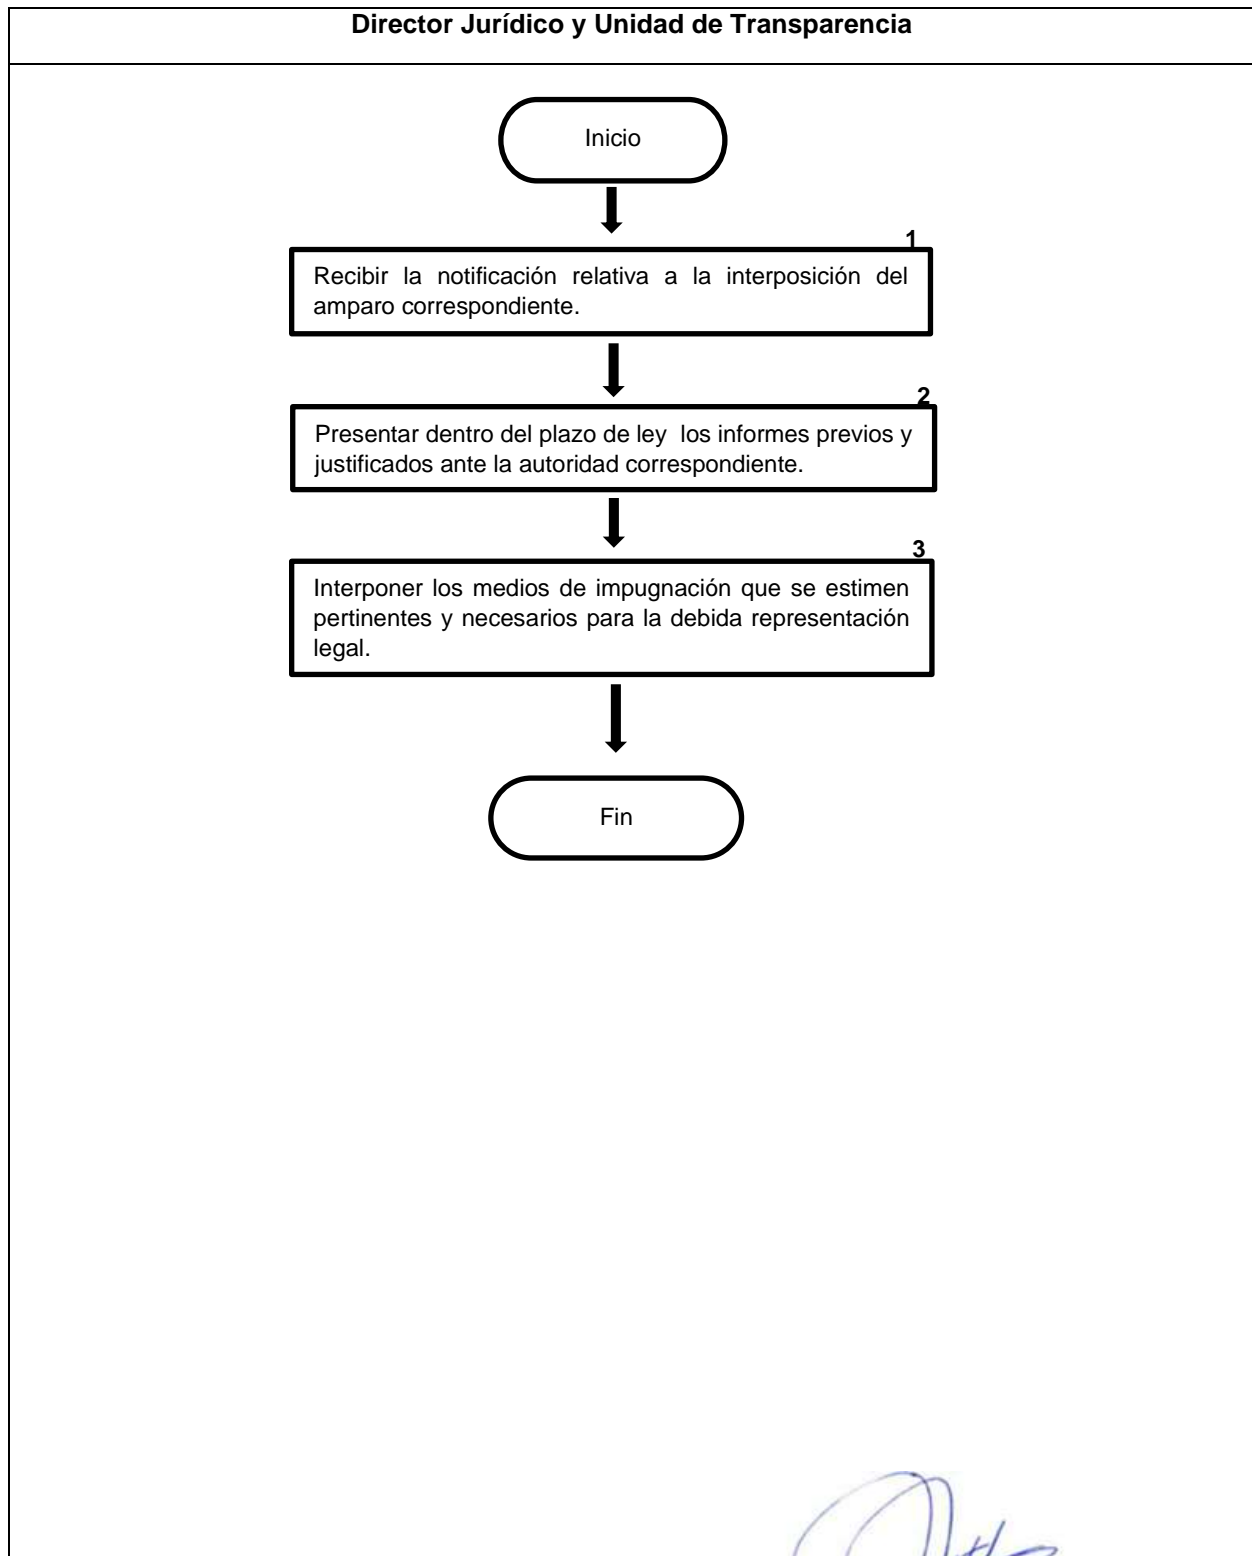 Director Jurídico y Unidad de Transparencia
Inicio
1
Recibir la notificación relativa a la interposición del
amparo correspondiente.
2
Presentar dentro del plazo de ley los informes previos y
justificados ante la autoridad correspondiente.
3
Interponer los medios de impugnación que se estimen
pertinentes y necesarios para la debida representación
legal.
Fin